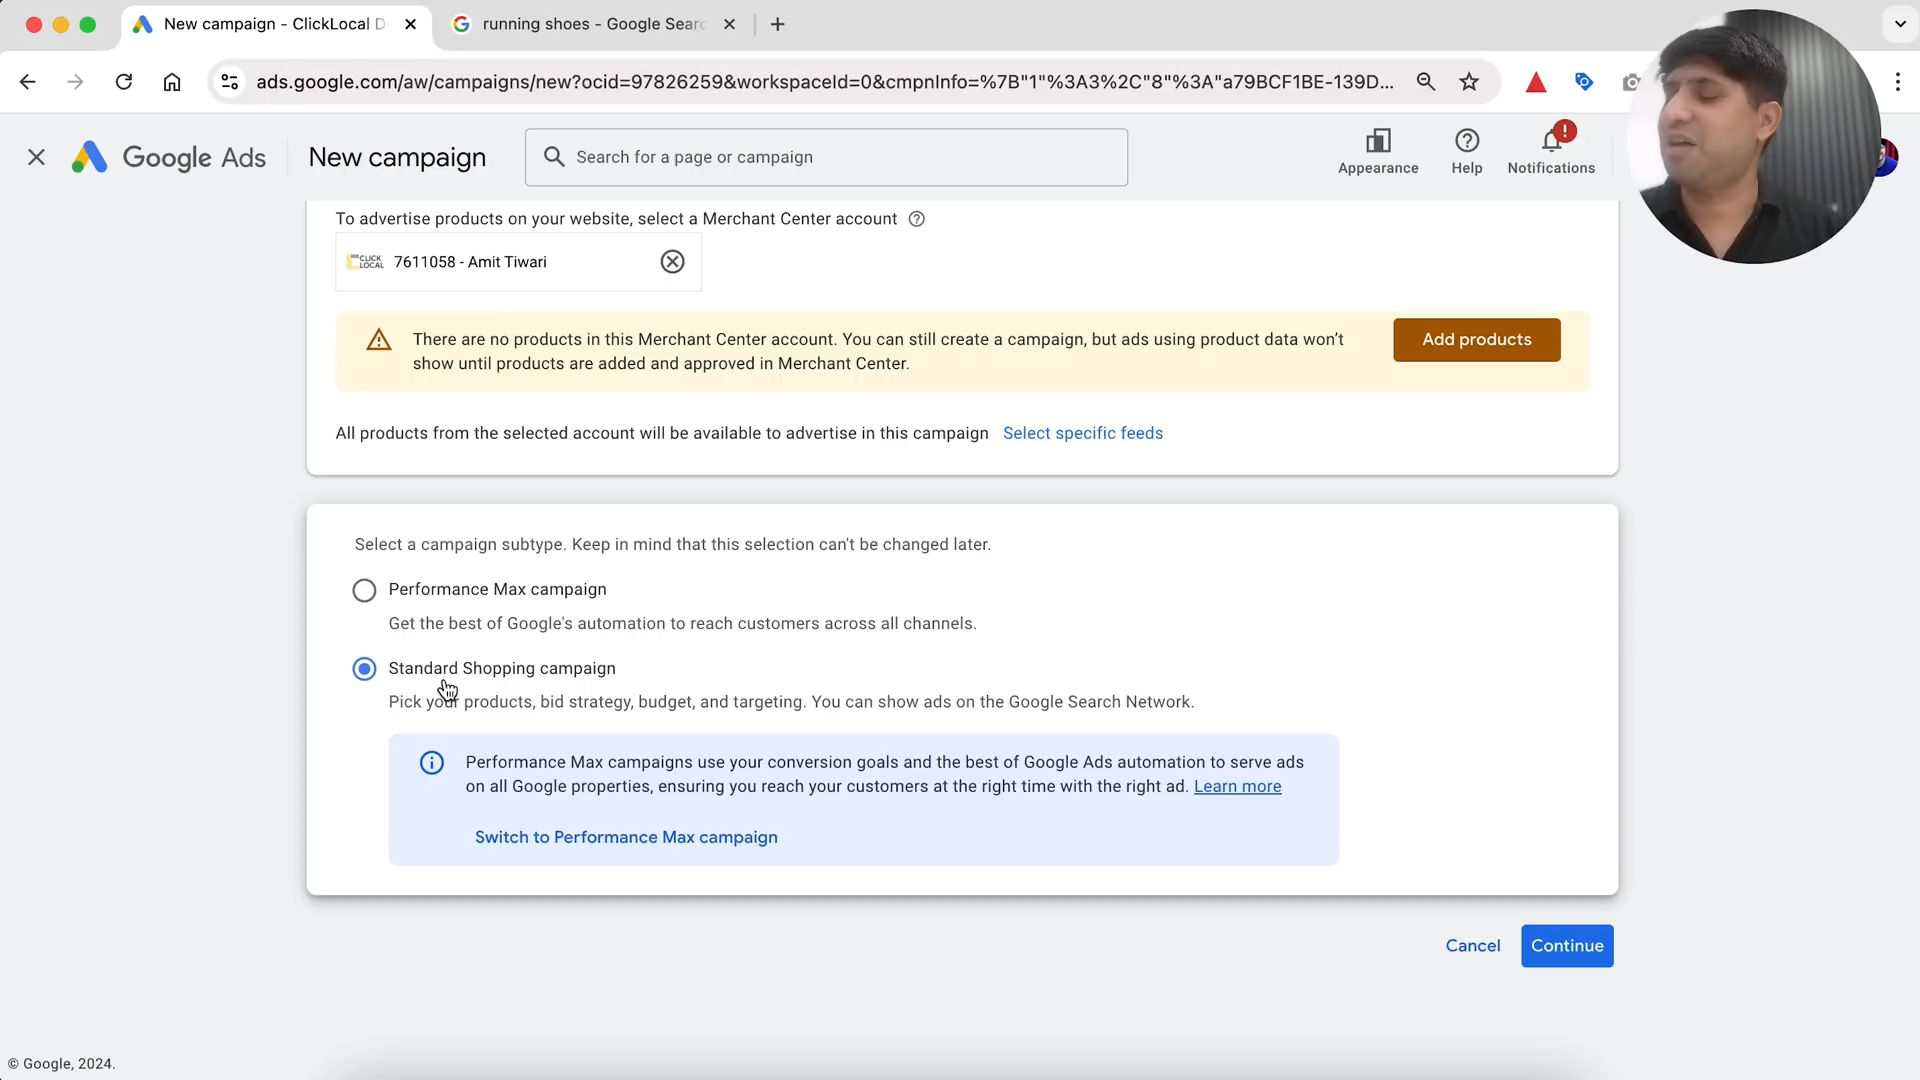 New campaign - ClickLocal D
running shoes - Google Searc
ads.google.com/aw/campaigns/new?ocid=97826259&workspaceId=0&cmpnInfo=%7B"1"%3A3%2C"8"%3A"a79BCF1BE-139D...
Google Ads
New campaign
Search for a page or campaign
Appearance
Help
!
Notifications
To advertise products on your website, select a Merchant Center account
CLICK
LOCAL
7611058 - Amit Tiwari
There are no products in this Merchant Center account. You can still create a campaign, but ads using product data won't
show until products are added and approved in Merchant Center.
Add products
All products from the selected account will be available to advertise in this campaign Select specific feeds
Select a campaign subtype. Keep in mind that this selection can't be changed later.
Performance Max campaign
Get the best of Google's automation to reach customers across all channels.
Standard Shopping campaign
Pick your products, bid strategy, budget, and targeting. You can show ads on the Google Search Network.
Performance Max campaigns use your conversion goals and the best of Google Ads automation to serve ads
on all Google properties, ensuring you reach your customers at the right time with the right ad. Learn more
Switch to Performance Max campaign
Cancel
Continue
© Google, 2024.